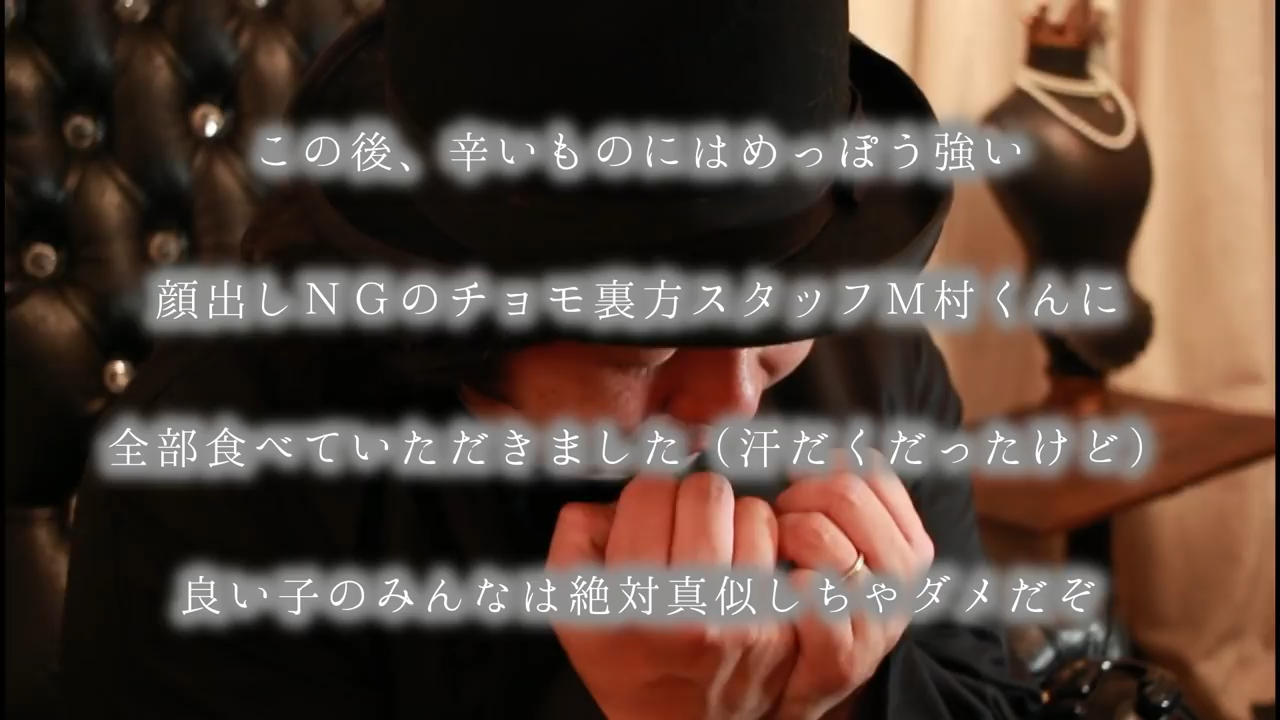 この後、辛いものにはめっぽう強い
顔出しＮＧのチョモ裏方スタッフＭ村くんに
全部食べていただきました（汗だくだったけど）
良い子のみんなは絶対真似しちゃダメだぞ